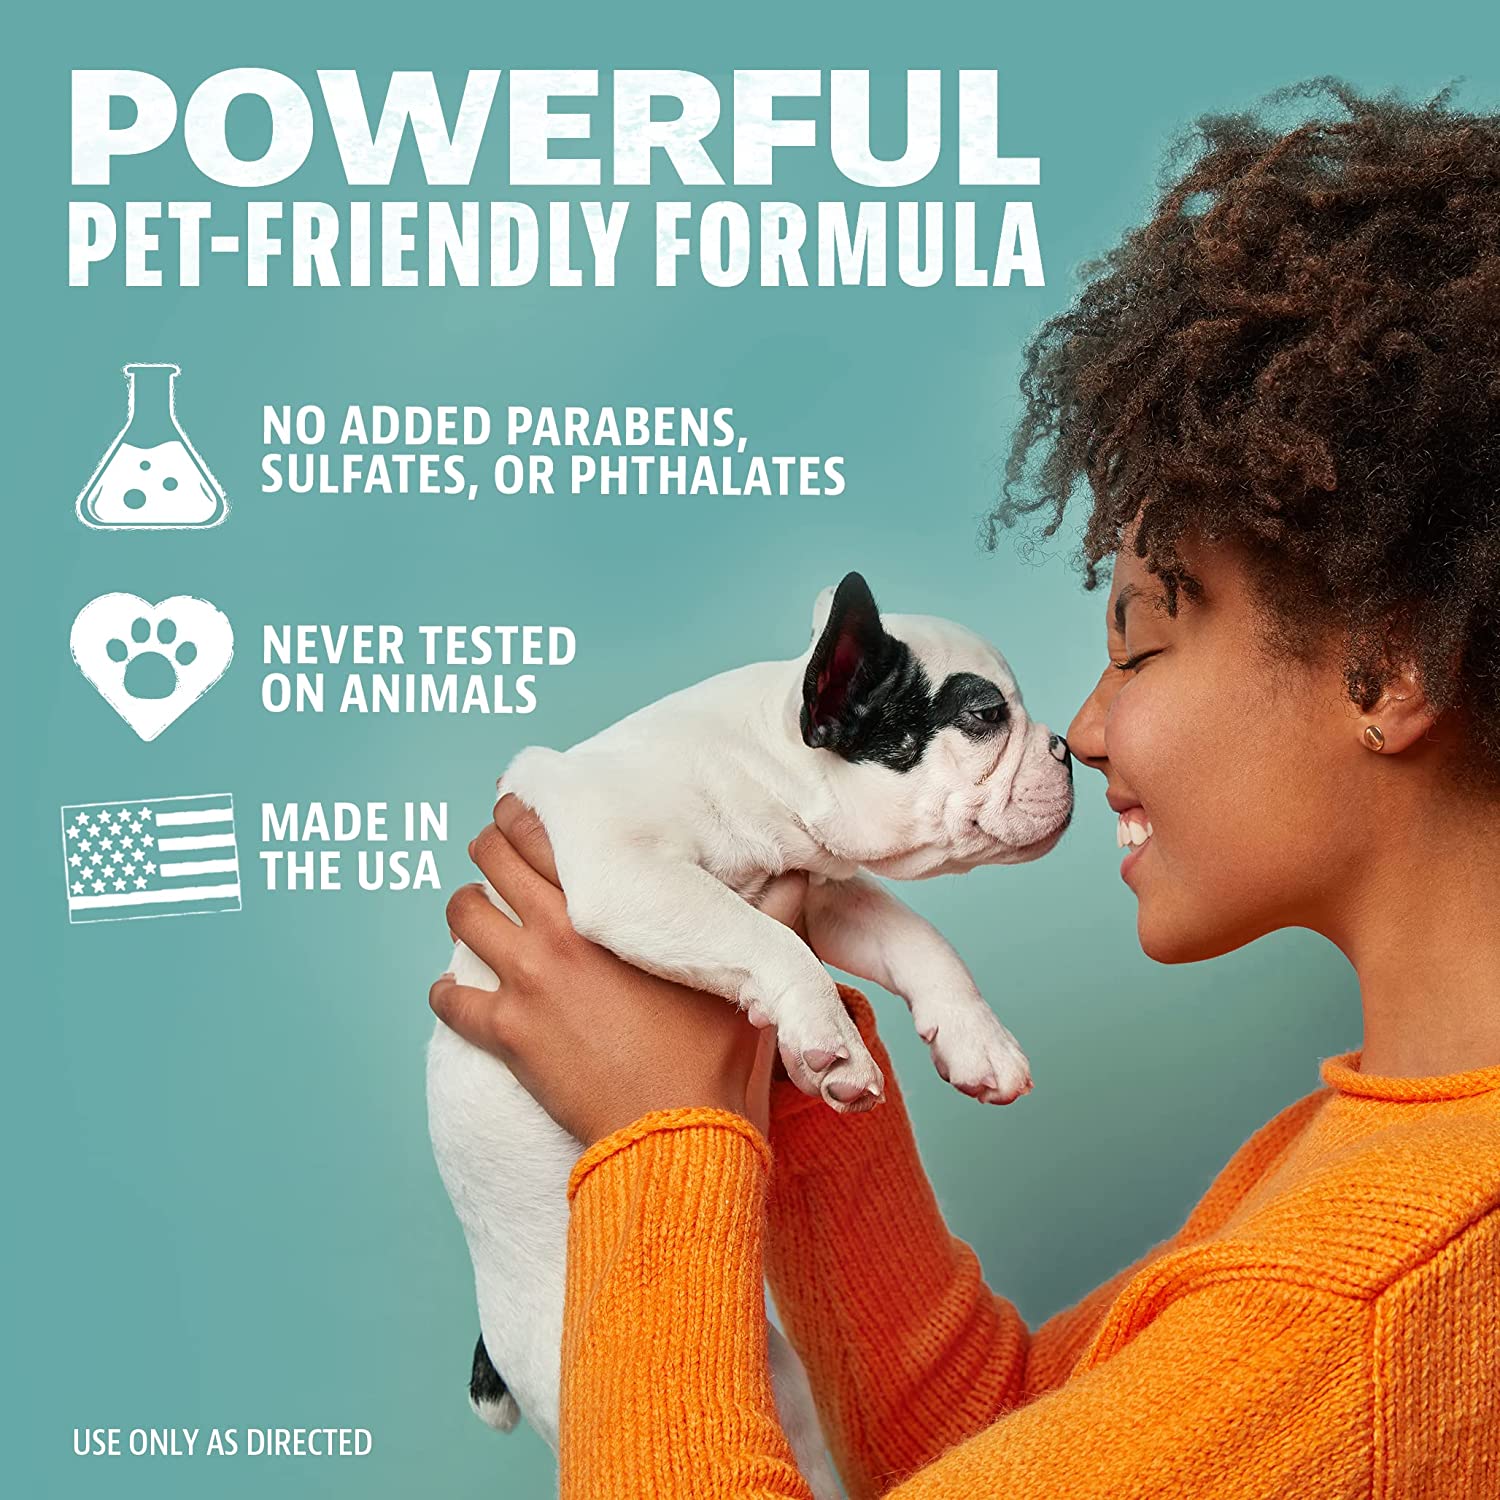 POWERFUL
PET-FRIENDLY FORMULA
NO ADDED PARABENS,
SULFATES, OR PHTHALATES
NEVER TESTED
ON ANIMALS
MADE IN
THE USA
USE ONLY AS DIRECTED